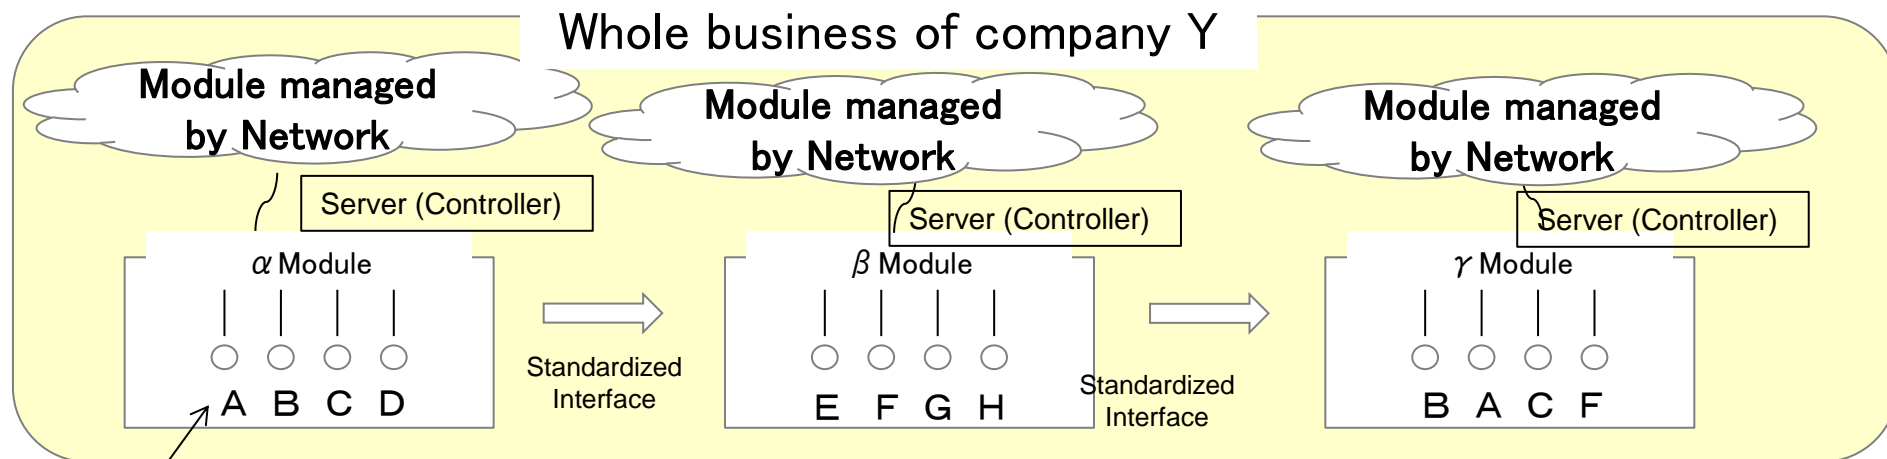 Whole business of company Y
Module managed
by Network
Module managed
by Network
Module managed
by Network
Server (Controller)
Server (Controller)
Server (Controller)
α Module
β Module
γ Module
Standardized
Interface
Standardized
Interface
A B C D
E F G H
B A C F